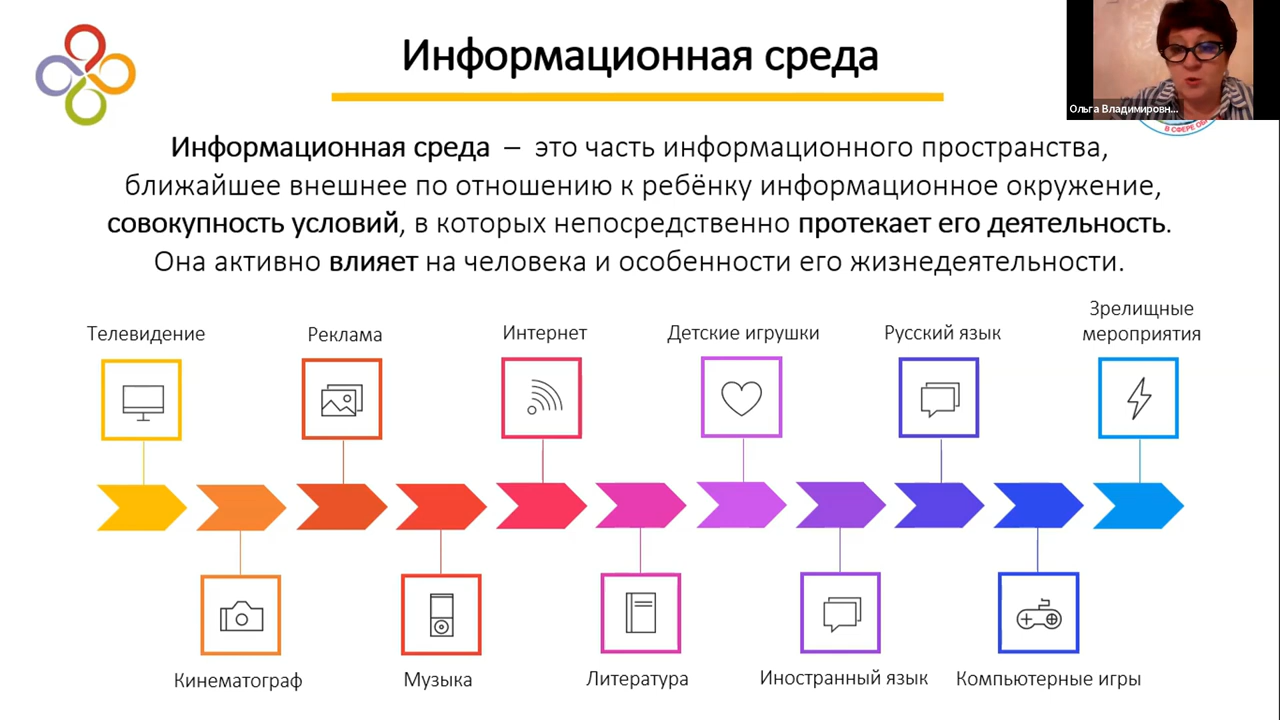 Информационная среда
Ольга Владимировн...
В СФЕРЕ
Информационная среда – это часть информационного пространства,
ближайшее внешнее по отношению к ребёнку информационное окружение,
совокупность условий, в которых непосредственно протекает его деятельность.
Она активно влияет на человека и особенности его жизнедеятельности.
Телевидение
Реклама
Интернет
Детские игрушки
Русский язык
Зрелищные
мероприятия
Кинематограф
Музыка
Литература
Иностранный язык
Компьютерные игры